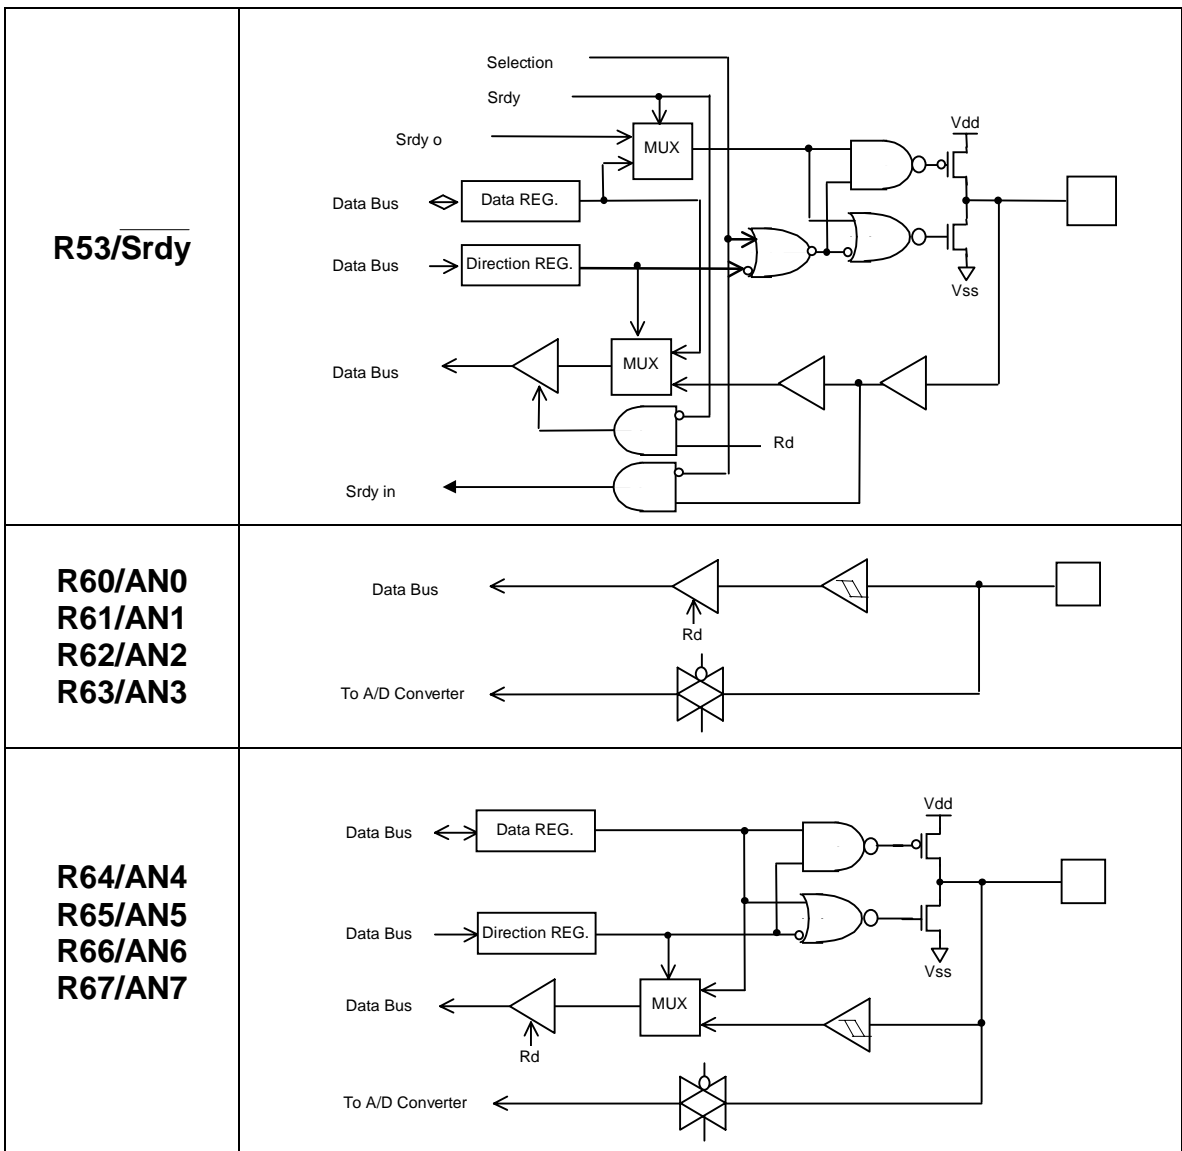 R53/Srdy
Selection
Srdy
Srdy o
MUX
Vdd
Data Bus
Data REG.
Data Bus
Direction REG.
Vss
Data Bus
MUX
Rd
Srdy in
R60/AN0
R61/AN1
R62/AN2
R63/AN3
Data Bus
Rd
To A/D Converter
R64/AN4
R65/AN5
R66/AN6
R67/AN7
Vdd
Data Bus
Data REG.
Data Bus
Direction REG.
Vss
Data Bus
MUX
Rd
To A/D Converter